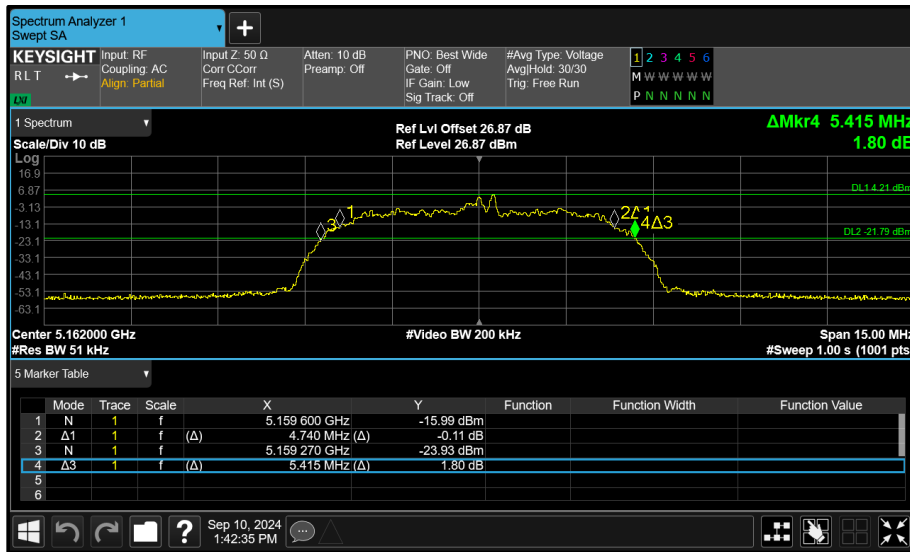 Spectrum Analyzer 1
Swept SA
+
KEYSIGHT
R L T
LXI
Input: RF
Coupling: AC
Align: Partial
Input Z: 50 Ω
Corr CCorr
Freq Ref: Int (S)
Atten: 10 dB
Preamp: Off
PNO: Best Wide
Gate: Off
IF Gain: Low
Sig Track: Off
#Avg Type: Voltage
Avg|Hold: 30/30
Trig: Free Run
1 2 3 4 5 6
M W W W W W
P N N N N N
1 Spectrum
Scale/Div 10 dB
Ref Lvl Offset 26.87 dB
Ref Level 26.87 dBm
ΔMkr4 5.415 MHz
1.80 dB
Log
16.9
6.87
-3.13
-13.1
-23.1
-33.1
-43.1
-53.1
-63.1
DL1 4.21 dBm
1
2Δ1
3
4Δ3
DL2 -21.79 dBm
Center 5.162000 GHz
#Video BW 200 kHz
Span 15.00 MHz
#Res BW 51 kHz
#Sweep 1.00 s (1001 pts
5 Marker Table
Mode Trace Scale X Y Function Function Width Function Value
1 N 1 f 5.159 600 GHz -15.99 dBm
2 Δ1 1 f (Δ) 4.740 MHz (Δ) -0.11 dB
3 N 1 f 5.159 270 GHz -23.93 dBm
4 Δ3 1 f (Δ) 5.415 MHz (Δ) 1.80 dB
5
6
?
Sep 10, 2024
1:42:35 PM